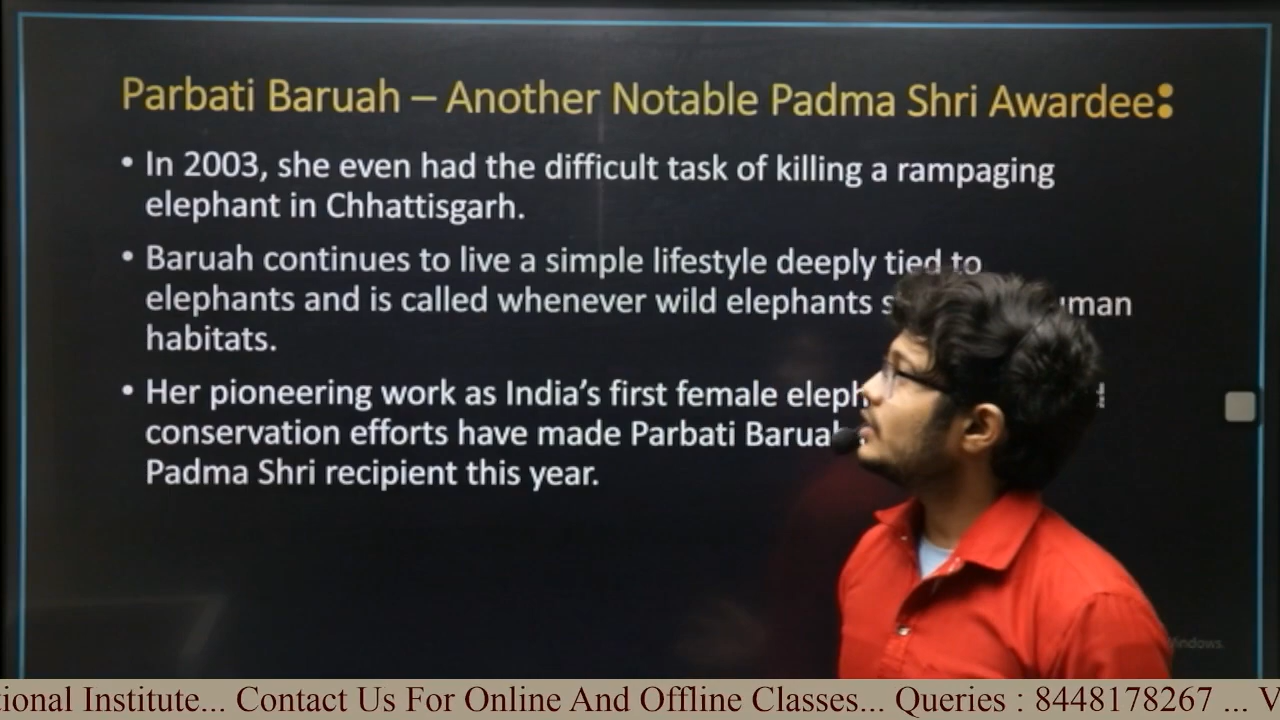 Parbati Baruah – Another Notable Padma Shri Awardee:
• In 2003, she even had the difficult task of killing a rampaging
elephant in Chhattisgarh.
• Baruah continues to live a simple lifestyle deeply tied to
elephants and is called whenever wild elephants
habitats.
• Her pioneering work as India's first female
conservation efforts have made Parbati Baruah
Padma Shri recipient this year.
Windows.
Institute... Contact Us For Online And Offline Classes... Queries : 8448178267 ...